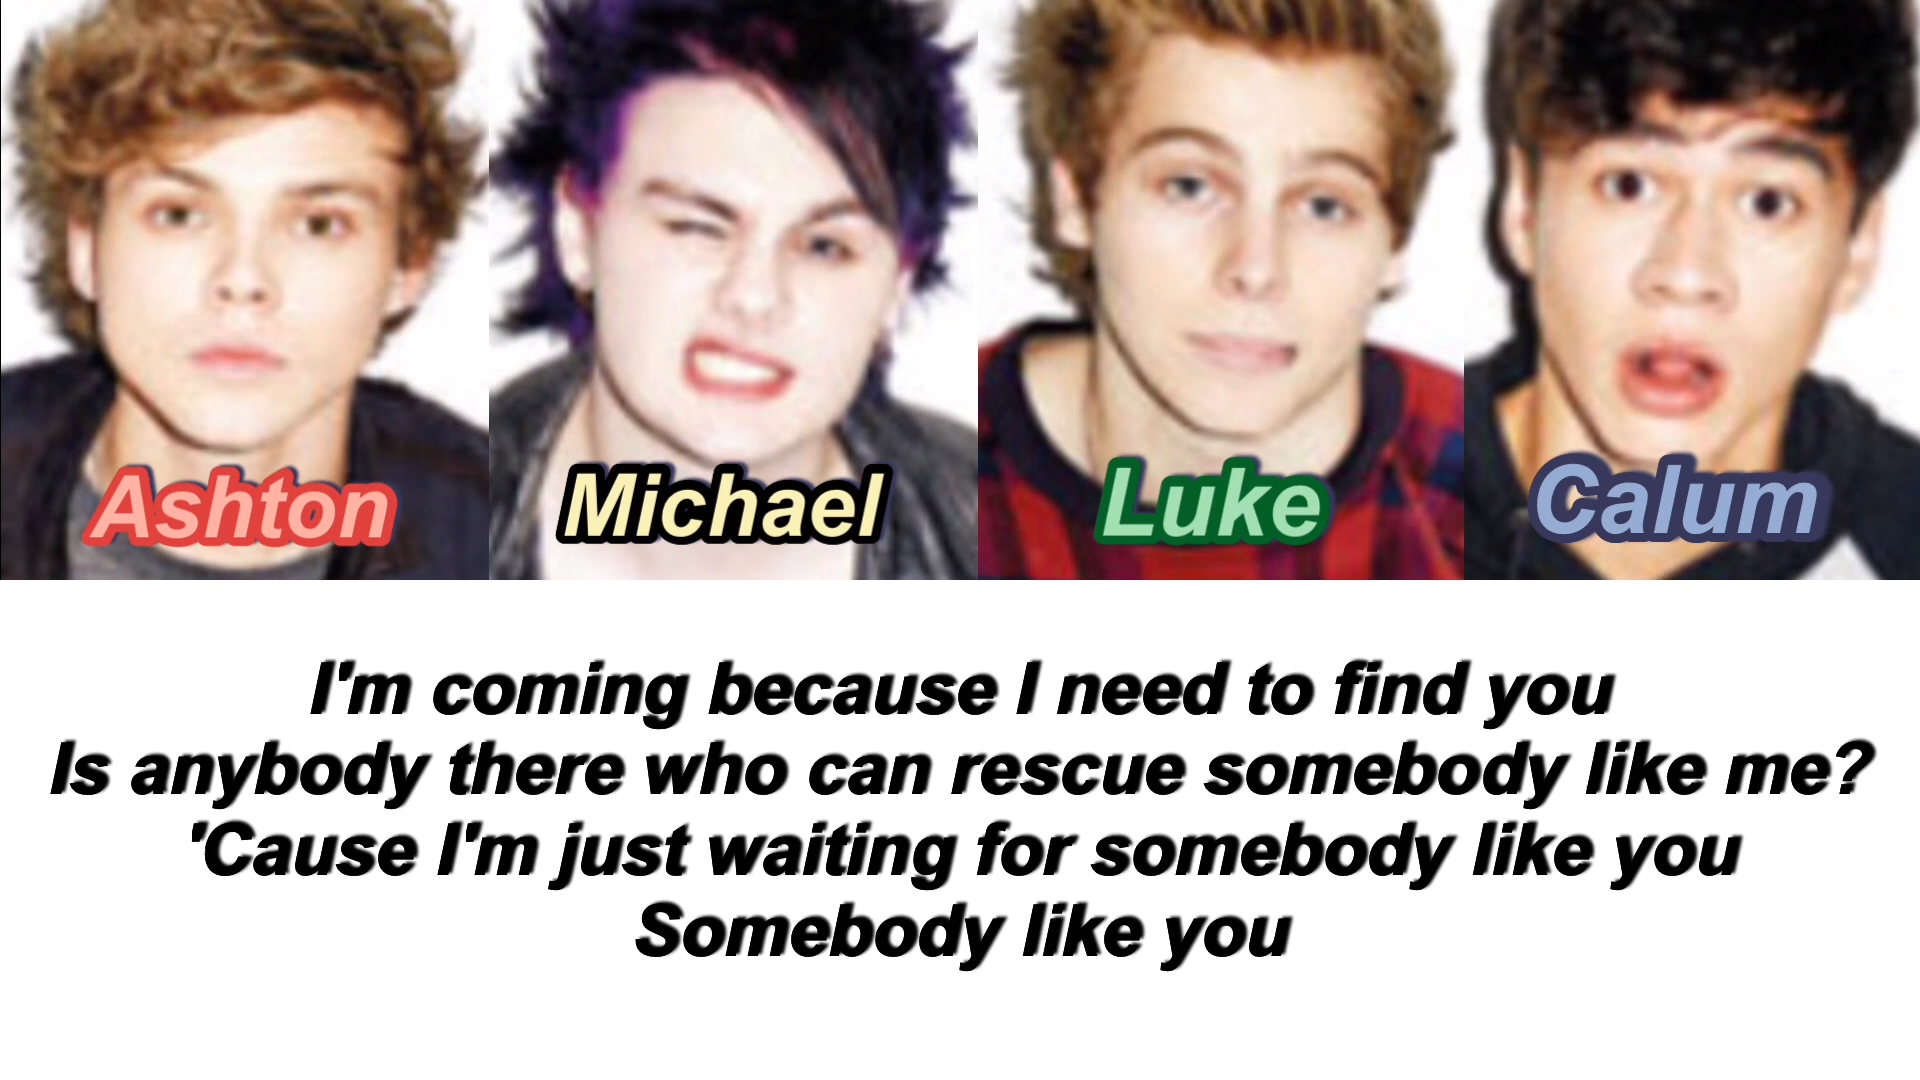 Ashton Michael Luke Calum
I'm coming because I need to find you
Is anybody there who can rescue somebody like me?
'Cause I'm just waiting for somebody like you
Somebody like you